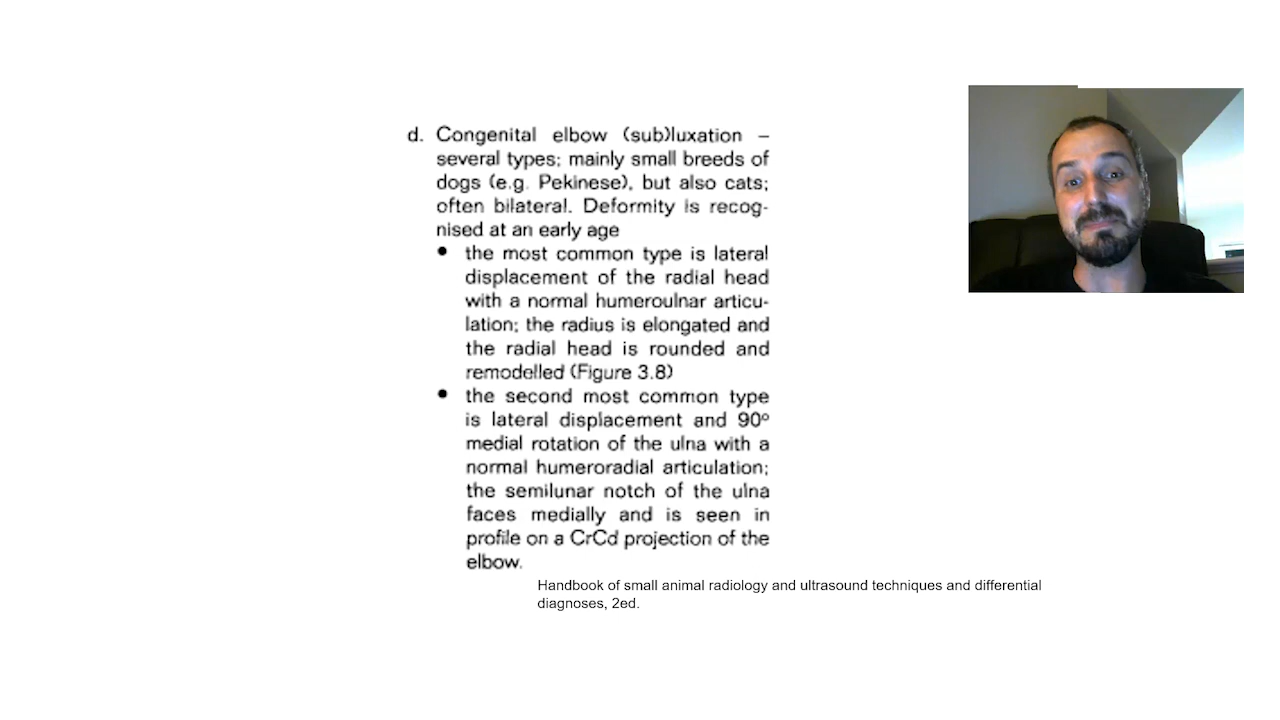 d. Congenital elbow (sub)luxation –
several types; mainly small breeds of
dogs (e.g. Pekinese), but also cats;
often bilateral. Deformity is recog-
nised at an early age
• the most common type is lateral
displacement of the radial head
with a normal humeroulnar articu-
lation; the radius is elongated and
the radial head is rounded and
remodelled (Figure 3.8)
• the second most common type
is lateral displacement and 90º
medial rotation of the ulna with a
normal humeroradial articulation;
the semilunar notch of the ulna
faces medially and is seen in
profile on a CrCd projection of the
elbow.
Handbook of small animal radiology and ultrasound techniques and differential
diagnoses, 2ed.